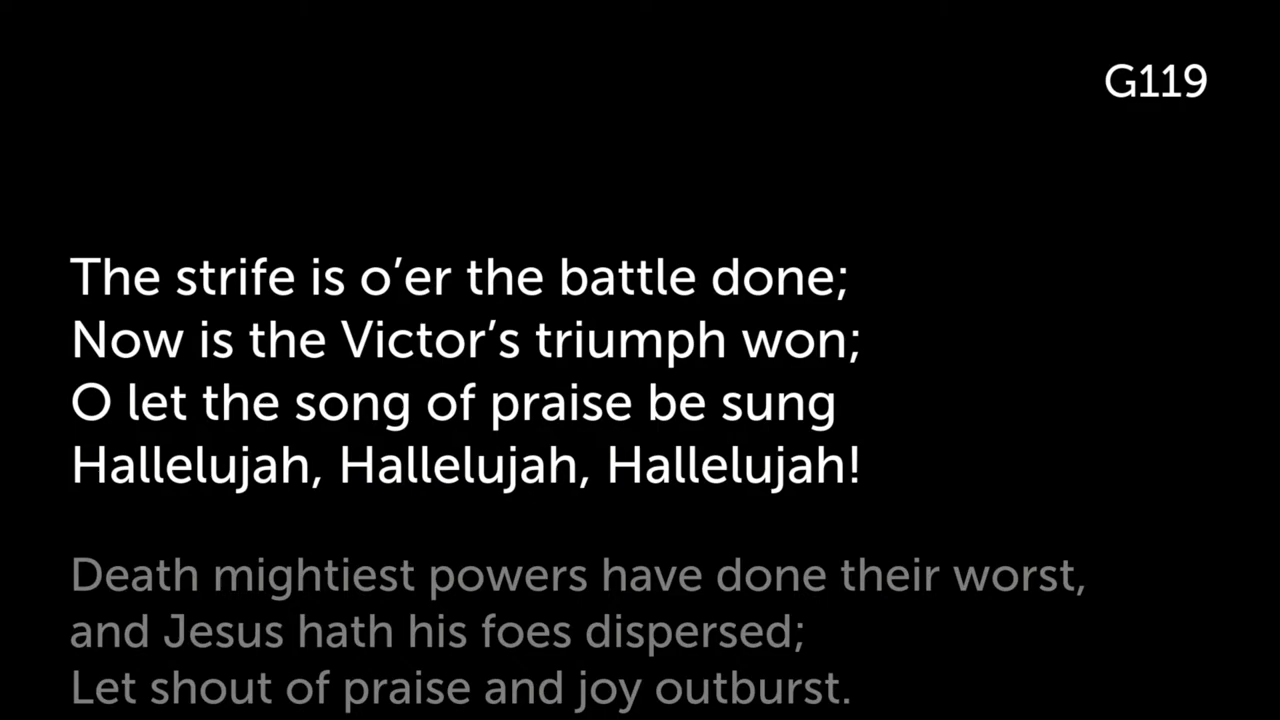 G119
The strife is o’er the battle done;
Now is the Victor’s triumph won;
O let the song of praise be sung
Hallelujah, Hallelujah, Hallelujah!
Death mightiest powers have done their worst,
and Jesus hath his foes dispersed;
Let shout of praise and joy outburst.